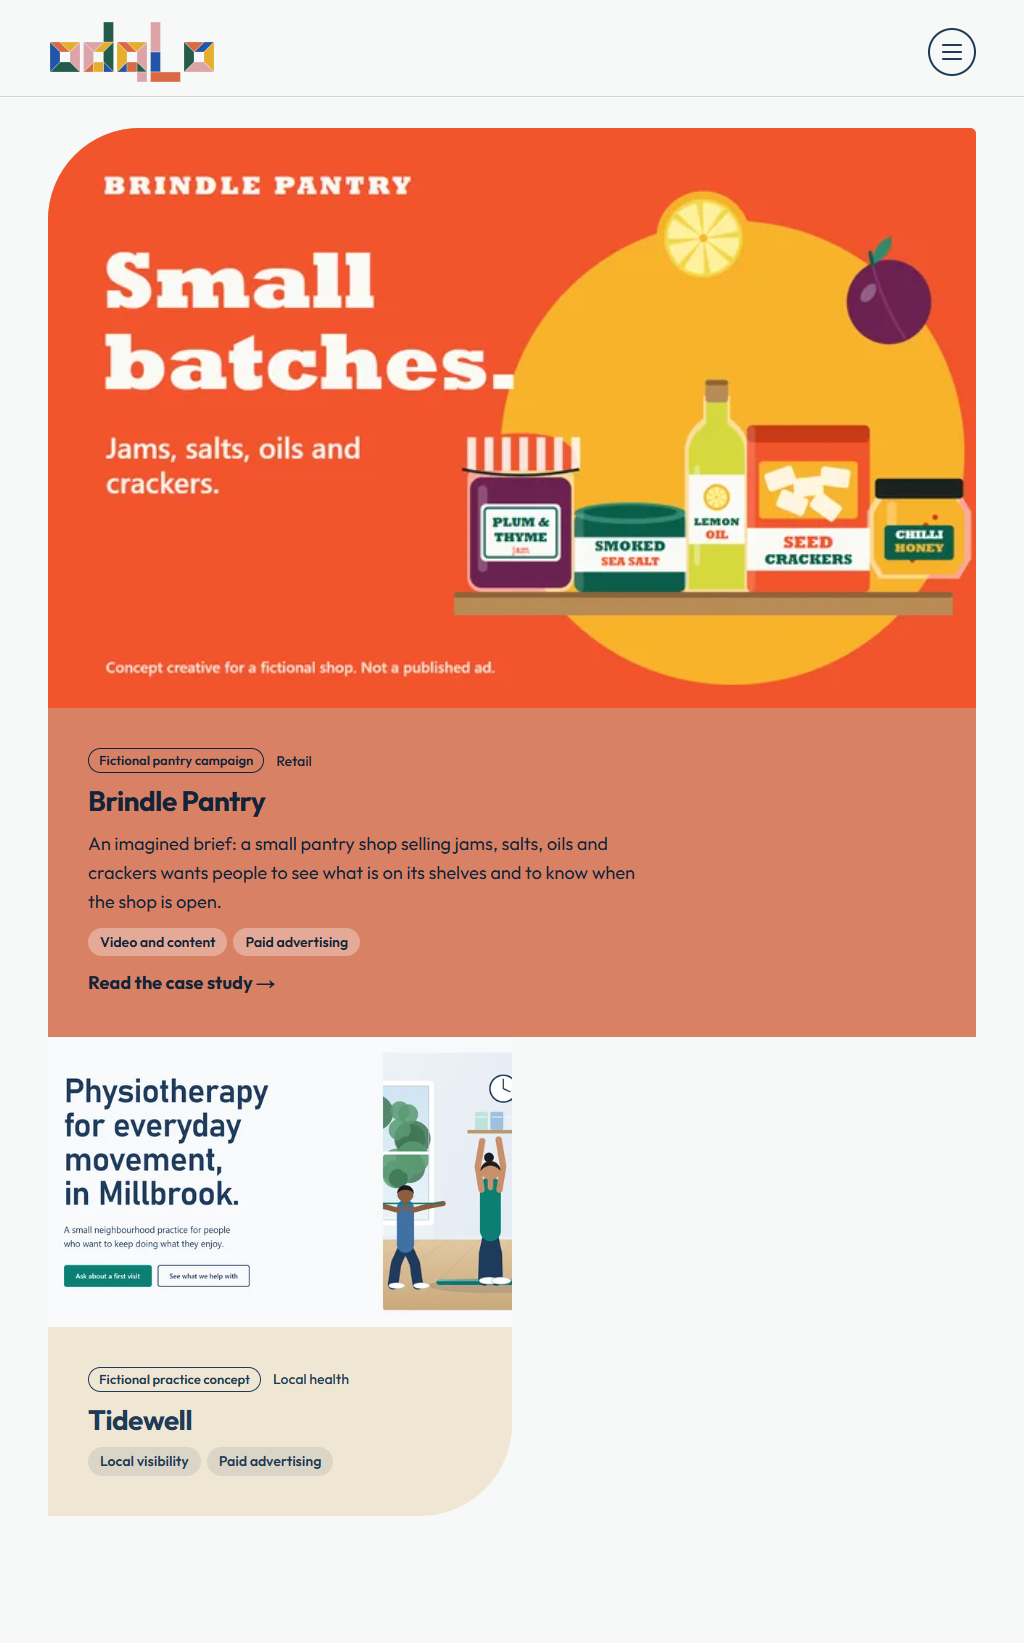 adalo
BRINDLE PANTRY
Small
batches.
Jams, salts, oils and
crackers.
PLUM &
THYME
jam
SMOKED
SEA SALT
LEMON
OIL
SEED
CRACKERS
CHILLI
HONEY
Concept creative for a fictional shop. Not a published ad.
Fictional pantry campaign
Retail
Brindle Pantry
An imagined brief: a small pantry shop selling jams, salts, oils and
crackers wants people to see what is on its shelves and to know when
the shop is open.
Video and content
Paid advertising
Read the case study →
Physiotherapy
for everyday
movement,
in Millbrook.
A small neighbourhood practice for people
who want to keep doing what they enjoy.
Ask about a first visit
See what we help with
Fictional practice concept
Local health
Tidewell
Local visibility
Paid advertising